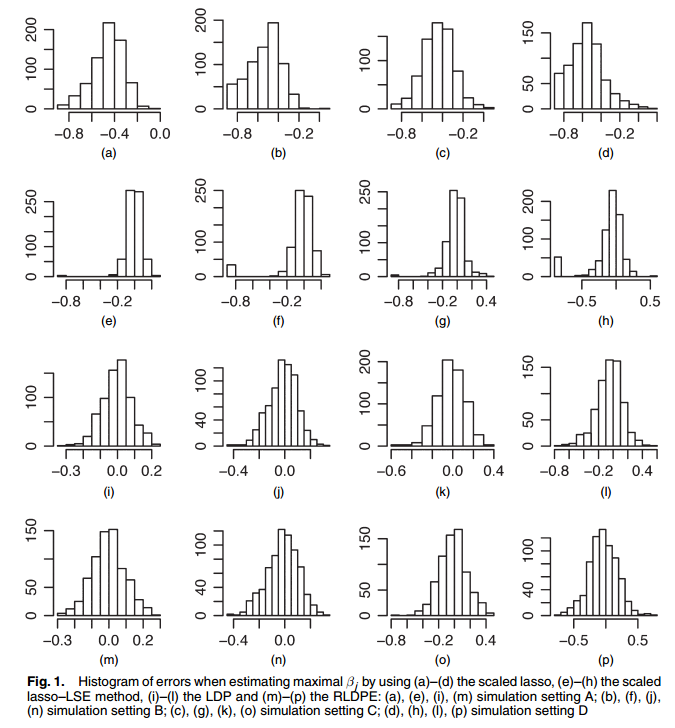 0 100 200
0 100 200
0 100
0 50 150
−0.8 −0.4 0.0 −0.8 −0.2 −0.8 −0.2 −0.8 −0.2
(a) (b) (c) (d)
0 100 250
0 100 250
0 100 250
0 100 200
−0.8 −0.2 −0.8 −0.2 −0.8 −0.2 0.4 −0.5 0.5
(e) (f) (g) (h)
0 100
0 40 100
0 100 200
0 50 150
−0.3 0.0 0.2 −0.4 0.0 −0.6 0.0 0.4 −0.8 −0.2 0.4
(i) (j) (k) (l)
0 50 150
0 40 100
0 50 150
0 40 100
−0.3 0.0 0.2 −0.4 0.0 −0.8 −0.2 0.4 −0.5 0.5
(m) (n) (o) (p)
Fig. 1. Histogram of errors when estimating maximal βj by using (a)–(d) the scaled lasso, (e)–(h) the scaled
lasso–LSE method, (i)–(l) the LDP and (m)–(p) the RLDPE: (a), (e), (i), (m) simulation setting A; (b), (f), (j),
(n) simulation setting B; (c), (g), (k), (o) simulation setting C; (d), (h), (l), (p) simulation setting D